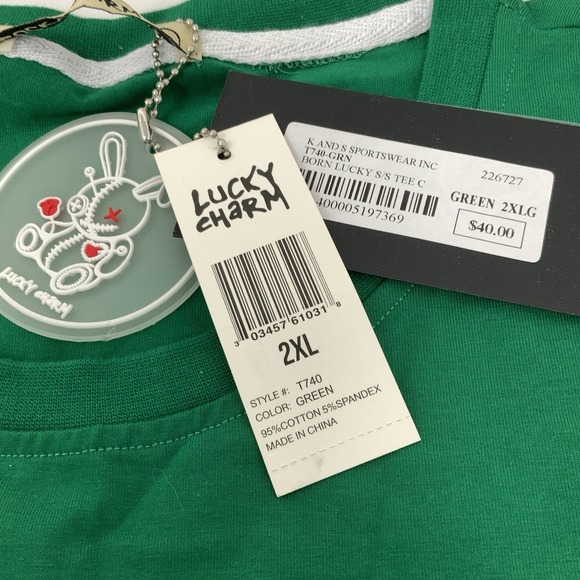 LUCKY CHARM
LUCKY
CHARM
3 03457 61031 8
2XL
STYLE #: T740
COLOR: GREEN
95%COTTON 5%SPANDEX
MADE IN CHINA
K AND S SPORTSWEAR INC
T740-GRN
BORN LUCKY S/S TEE C
226727
400005197369
GREEN 2XLG
$40.00